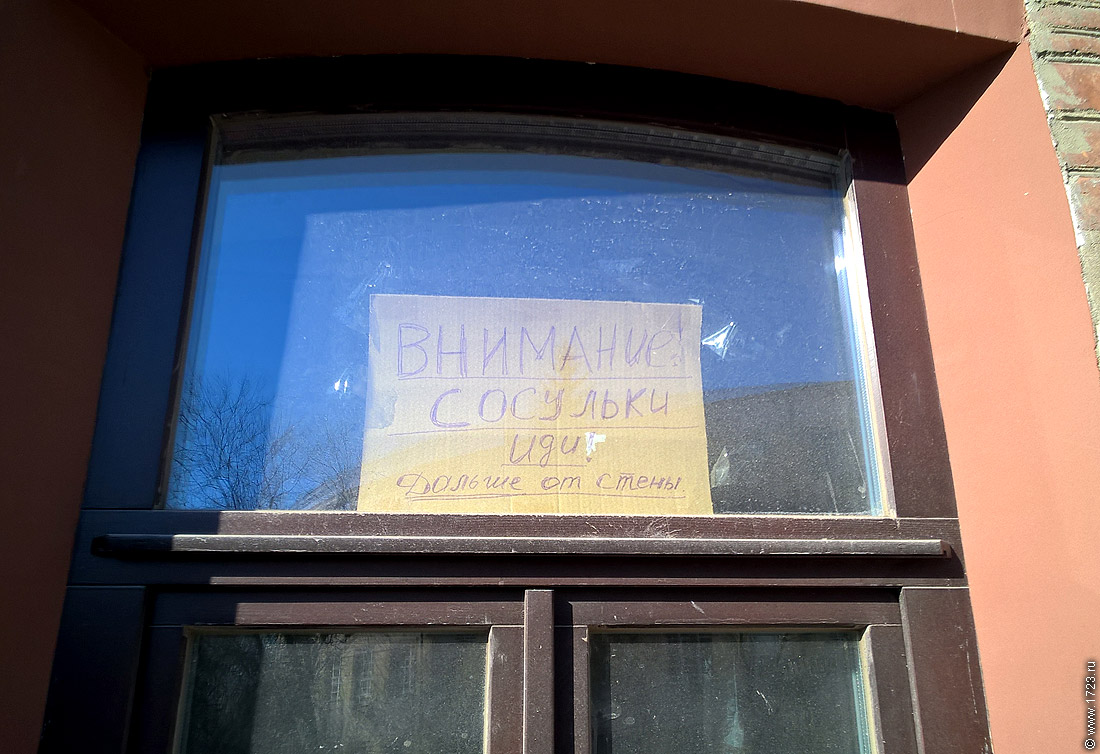 ВНИМАНИЕ!
СОСУЛЬКИ
иди!
Дальше от стены
© www.1723.ru